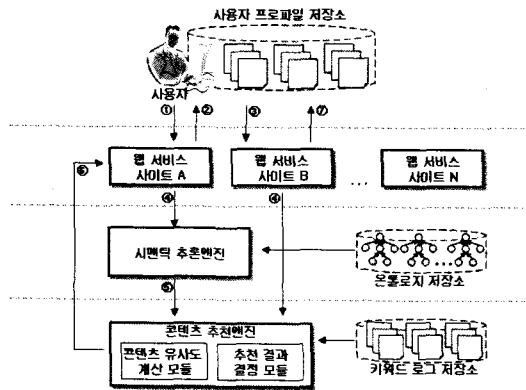 사용자 프로파일 저장소
사용자
① ② ③ ⑦
⑥
웹 서비스
사이트 A
웹 서비스
사이트 B
...
웹 서비스
사이트 N
④ ④
시맨틱 추론엔진
온톨로지 저장소
⑤
콘텐츠 추천엔진
콘텐츠 유사도
계산 모듈
추천 결과
결정 모듈
키워드 로그 저장소